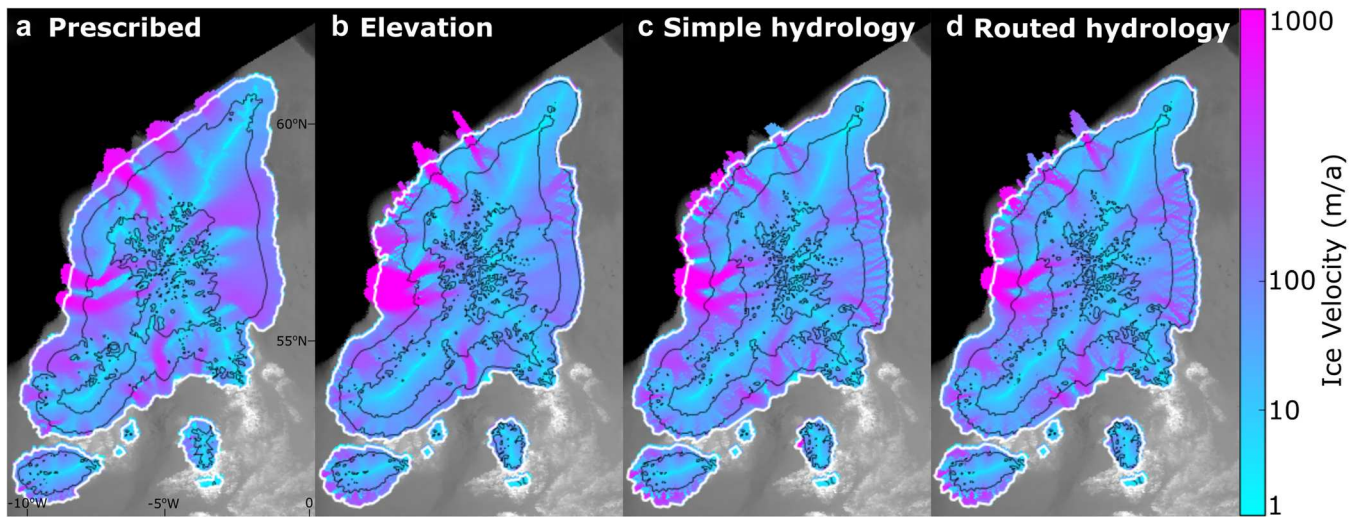 a Prescribed
b Elevation
c Simple hydrology
d Routed hydrology
1000
60°N
100
Ice Velocity (m/a)
55°N
10
-10°W
-5°W
0
1